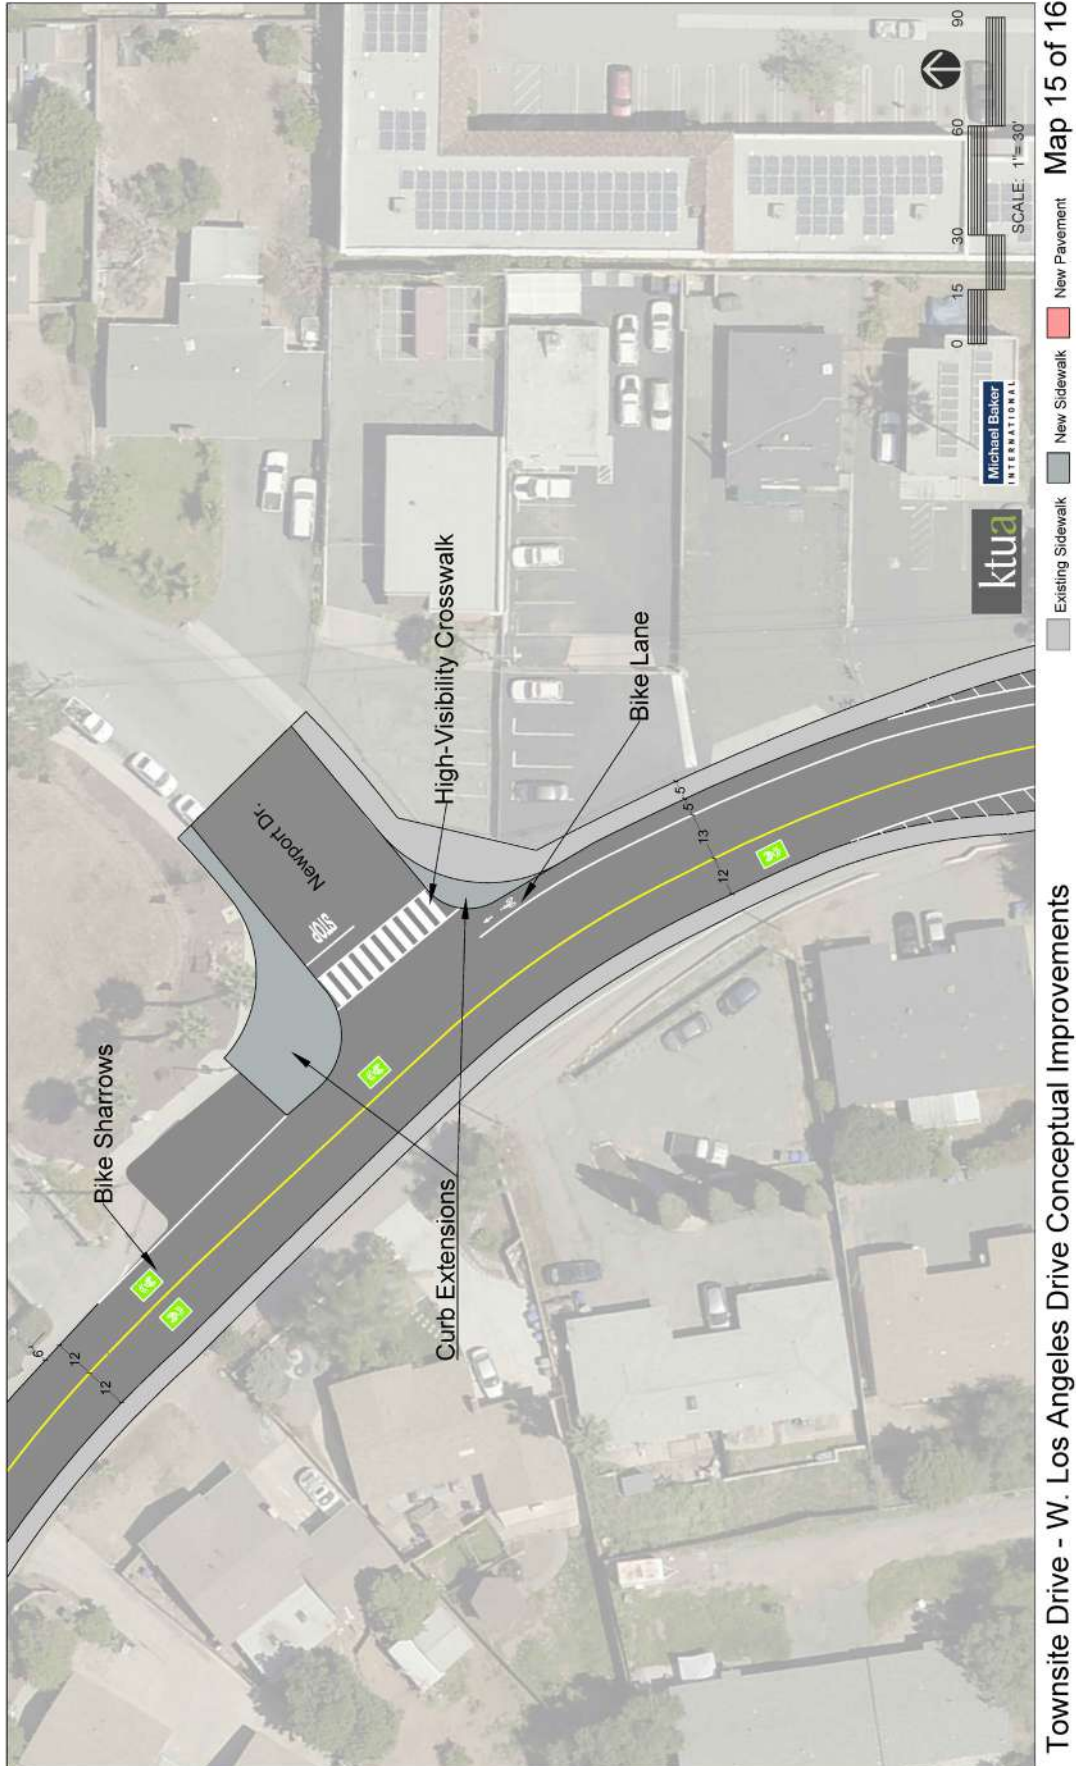 Bike Sharrows
6'
12
12
Newport Dr.
STOP
Curb Extensions
High-Visibility Crosswalk
Bike Lane
12
13
5'
5'
0 15 30 60 90
SCALE: 1"= 30'
ktua
Michael Baker
INTERNATIONAL
Existing Sidewalk
New Sidewalk
New Pavement
Townsite Drive - W. Los Angeles Drive Conceptual Improvements
Map 15 of 16